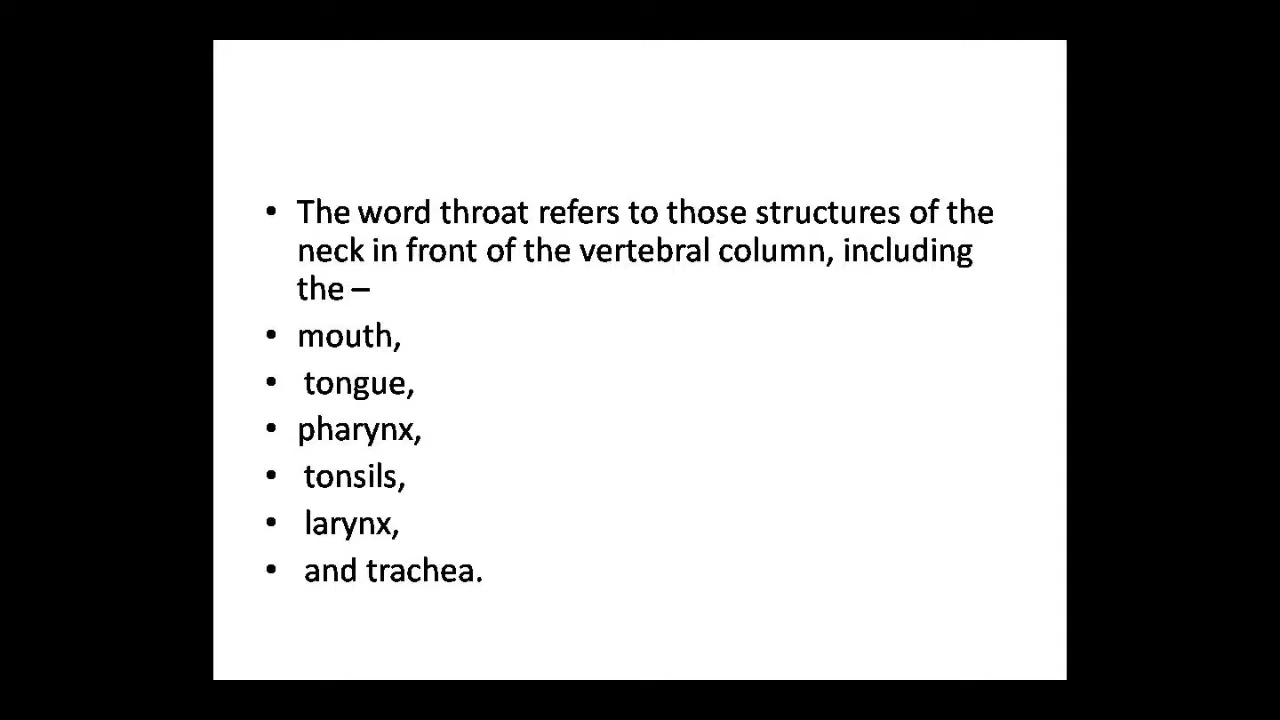 • The word throat refers to those structures of the
neck in front of the vertebral column, including
the –
• mouth,
• tongue,
• pharynx,
• tonsils,
• larynx,
• and trachea.